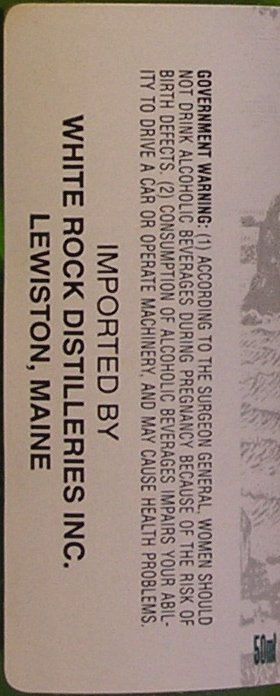 GOVERNMENT WARNING: (1) ACCORDING TO THE SURGEON GENERAL, WOMEN SHOULD
NOT DRINK ALCOHOLIC BEVERAGES DURING PREGNANCY BECAUSE OF THE RISK OF
BIRTH DEFECTS. (2) CONSUMPTION OF ALCOHOLIC BEVERAGES IMPAIRS YOUR ABIL-
ITY TO DRIVE A CAR OR OPERATE MACHINERY, AND MAY CAUSE HEALTH PROBLEMS.
IMPORTED BY
WHITE ROCK DISTILLERIES INC.
LEWISTON, MAINE
50ml